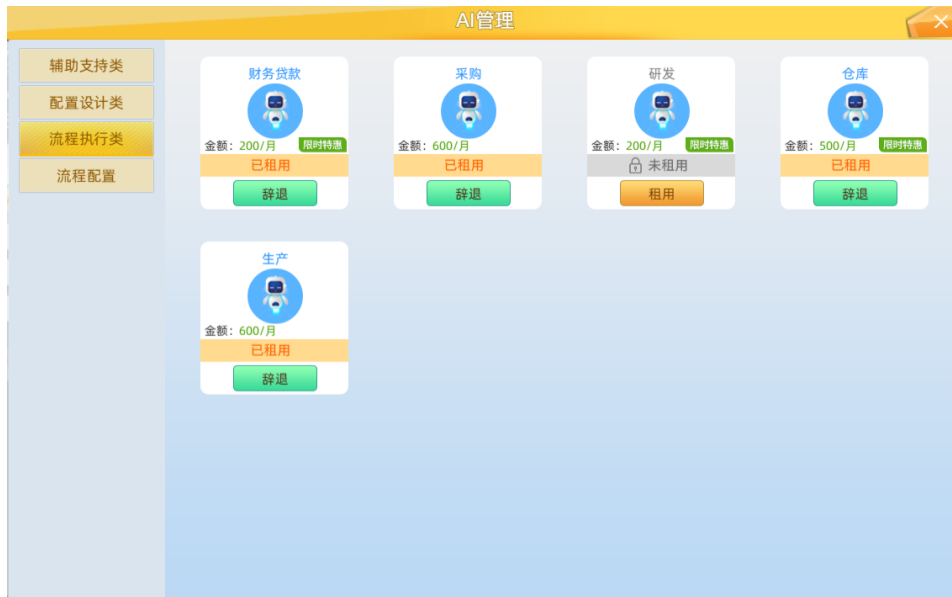 AI管理
辅助支持类
配置设计类
流程执行类
流程配置
财务贷款
金额：200/月 限时特惠
已租用
辞退
采购
金额：600/月
已租用
辞退
研发
金额：200/月 限时特惠
未租用
租用
仓库
金额：500/月 限时特惠
已租用
辞退
生产
金额：600/月
已租用
辞退